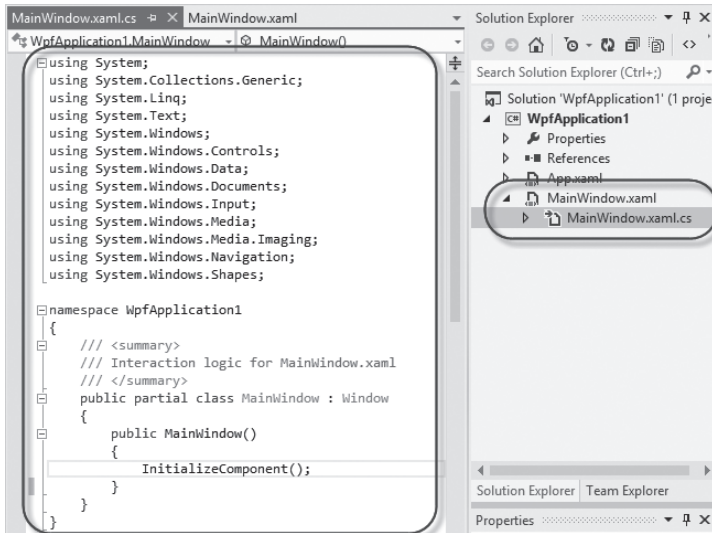 MainWindow.xaml.cs MainWindow.xaml
WpfApplication1.MainWindow MainWindow()
using System;
using System.Collections.Generic;
using System.Linq;
using System.Text;
using System.Windows;
using System.Windows.Controls;
using System.Windows.Data;
using System.Windows.Documents;
using System.Windows.Input;
using System.Windows.Media;
using System.Windows.Media.Imaging;
using System.Windows.Navigation;
using System.Windows.Shapes;
namespace WpfApplication1
{
/// <summary>
/// Interaction logic for MainWindow.xaml
/// </summary>
public partial class MainWindow : Window
{
public MainWindow()
{
InitializeComponent();
}
}
}
Solution Explorer
Search Solution Explorer (Ctrl+;)
Solution 'WpfApplication1' (1 proje
C# WpfApplication1
Properties
References
App.xaml
MainWindow.xaml
MainWindow.xaml.cs
Solution Explorer Team Explorer
Properties